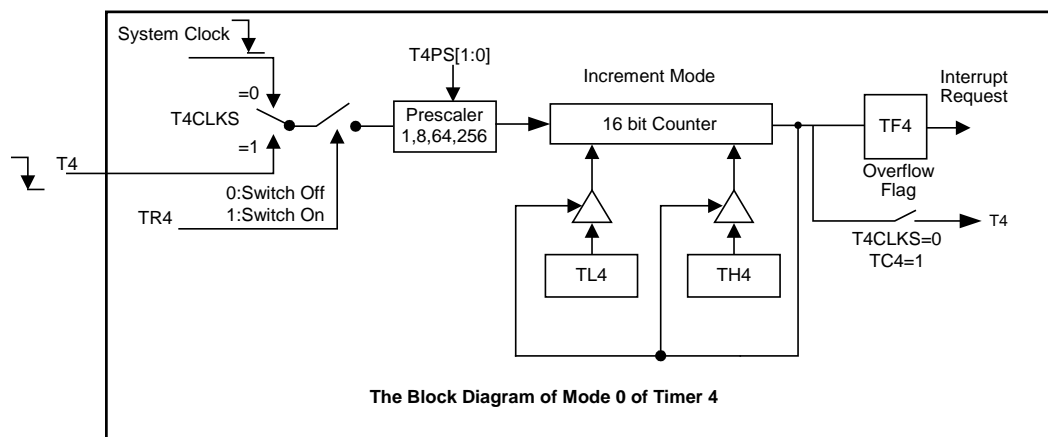 System Clock
T4PS[1:0]
Increment Mode
Interrupt
Request
=0
T4CLKS
Prescaler
1,8,64,256
16 bit Counter
TF4
=1
T4
0:Switch Off
1:Switch On
Overflow
Flag
TR4
T4
T4CLKS=0
TC4=1
TL4
TH4
The Block Diagram of Mode 0 of Timer 4